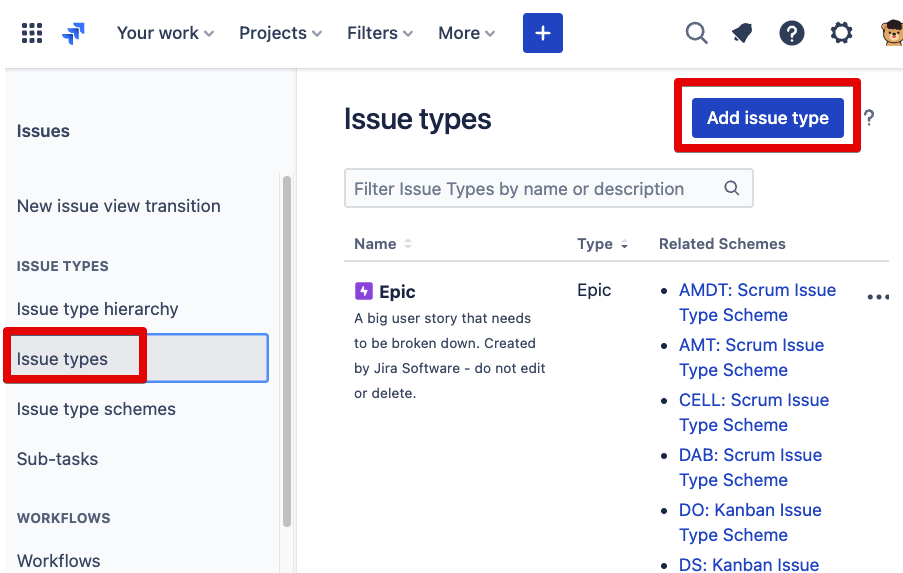 Your work Projects Filters More +
Issues
New issue view transition
ISSUE TYPES
Issue type hierarchy
Issue types
Issue type schemes
Sub-tasks
WORKFLOWS
Workflows
Issue types
Add issue type ?
Filter Issue Types by name or description
Name Type Related Schemes
Epic
A big user story that needs
to be broken down. Created
by Jira Software - do not edit
or delete.
Epic
• AMDT: Scrum Issue
Type Scheme
• AMT: Scrum Issue
Type Scheme
• CELL: Scrum Issue
Type Scheme
• DAB: Scrum Issue
Type Scheme
• DO: Kanban Issue
Type Scheme
• DS: Kanban Issue